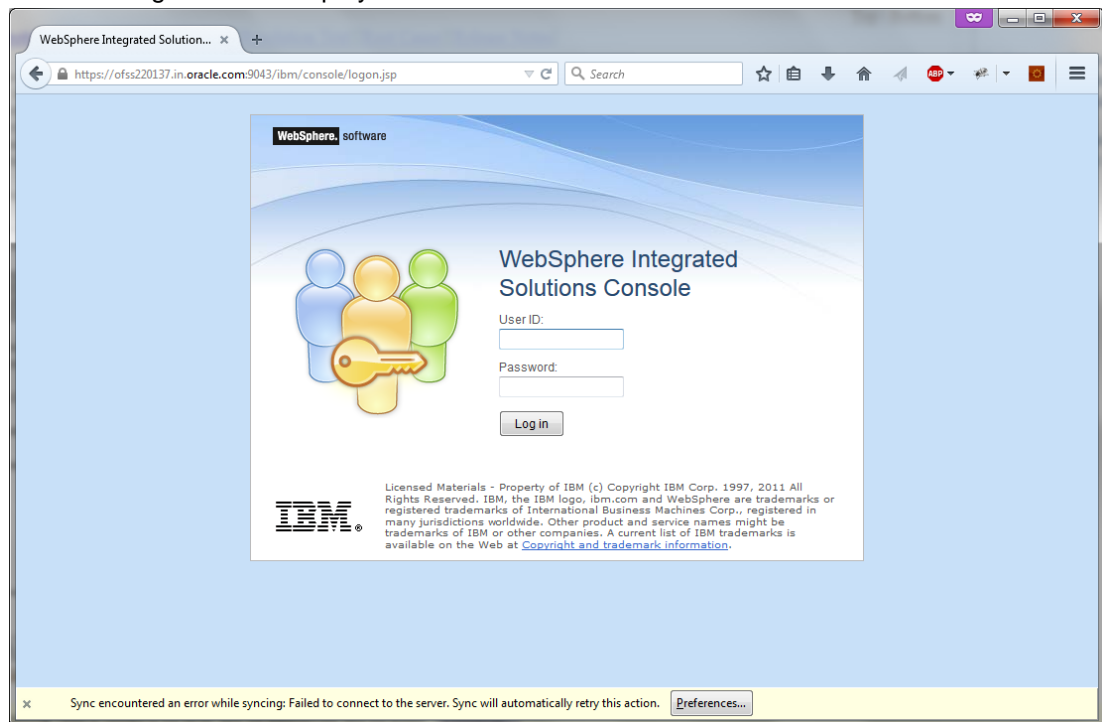 WebSphere Integrated Solution... × +
https://ofss220137.in.oracle.com:9043/ibm/console/logon.jsp Search ABP
WebSphere. software
WebSphere Integrated
Solutions Console
User ID:
Password:
Log in
IBM®
Licensed Materials - Property of IBM (c) Copyright IBM Corp. 1997, 2011 All
Rights Reserved. IBM, the IBM logo, ibm.com and WebSphere are trademarks or
registered trademarks of International Business Machines Corp., registered in
many jurisdictions worldwide. Other product and service names might be
trademarks of IBM or other companies. A current list of IBM trademarks is
available on the Web at Copyright and trademark information.
× Sync encountered an error while syncing: Failed to connect to the server. Sync will automatically retry this action. Preferences...